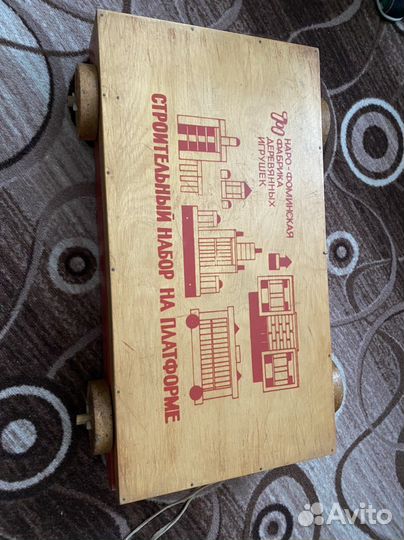 НАРО-ФОМИНСКАЯ
ФАБРИКА
ДЕРЕВЯННЫХ
ИГРУШЕК
СТРОИТЕЛЬНЫЙ НАБОР НА ПЛАТФОРМЕ
Avito